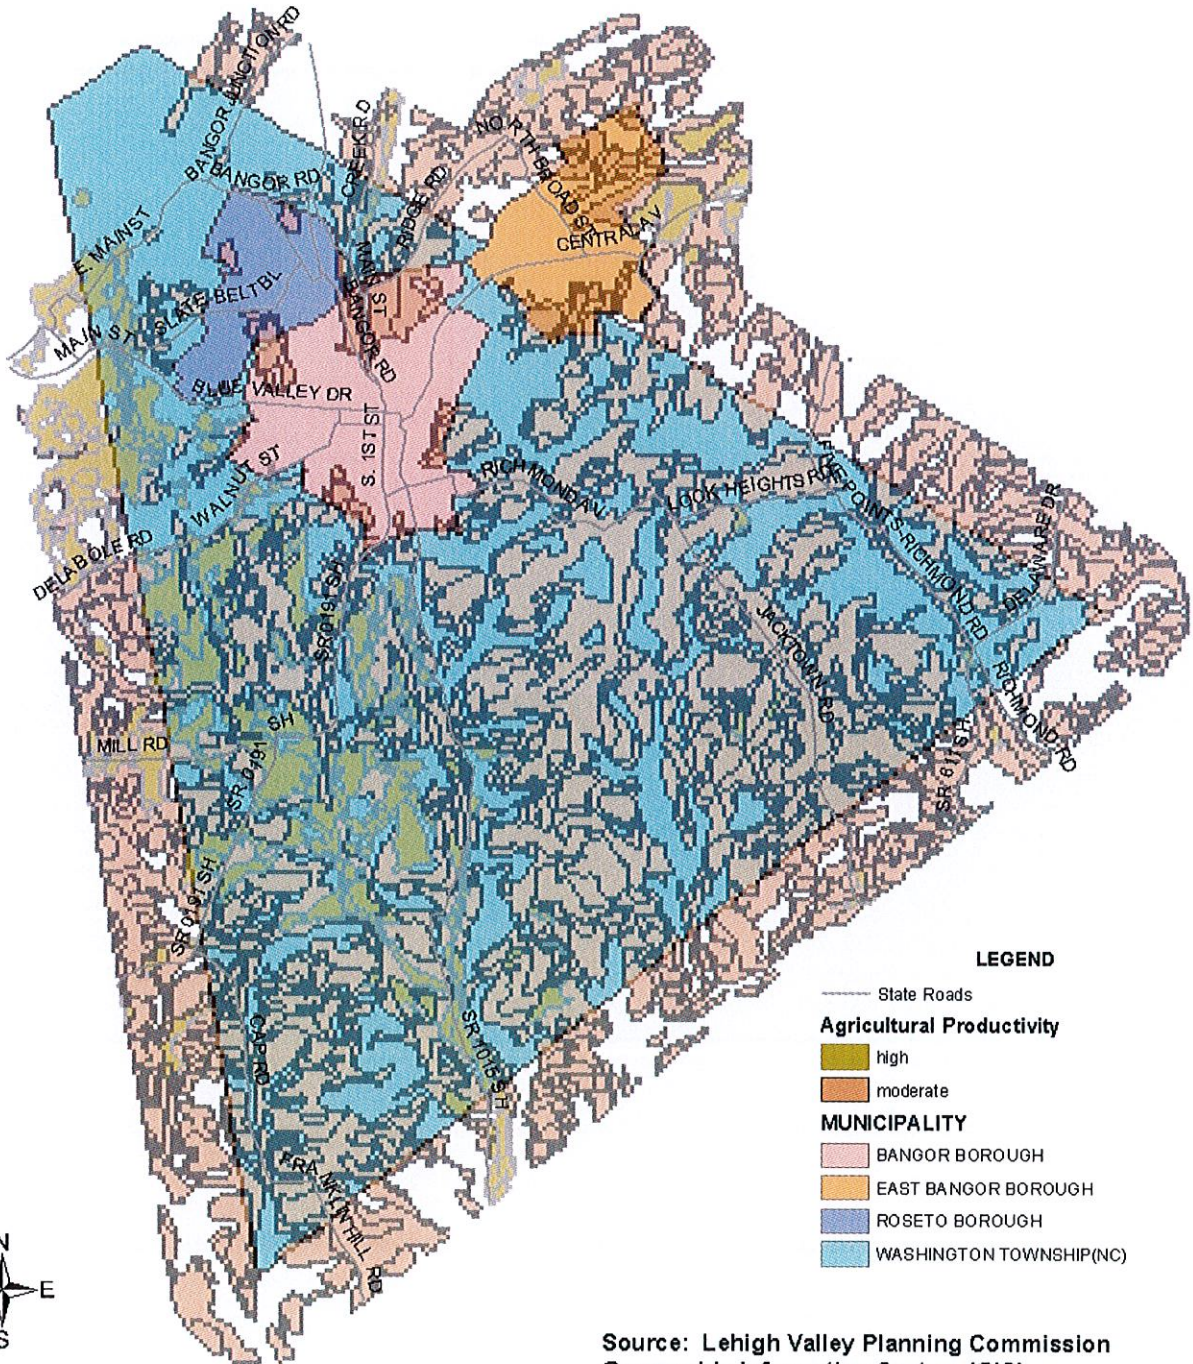 BANGOR JUNCTION RD
BANGOR RD
CREEK RD
NORTH BROAD ST
RIDGE RD
CENTRAL AV
E. MAIN ST
MAIN ST
SLATE BELT BL
MAIN ST
BANGOR RD
BLUE VALLEY DR
S. 1ST ST
WALNUT ST
RICHMOND AV
LOOK HEIGHTS RD
FIVE POINTS-RICHMOND RD
DELAWARE DR
DELABOLE RD
SR 0191 SH
JACKTOWN RD
RICHMOND RD
MILL RD
SR 0191 SH
SR 611 SH
SR 0191 SH
CAP RD
SR 1015 SH
FRANKLIN HILL RD
LEGEND
State Roads
Agricultural Productivity
high
moderate
MUNICIPALITY
BANGOR BOROUGH
EAST BANGOR BOROUGH
ROSETO BOROUGH
WASHINGTON TOWNSHIP(NC)
N
E
S
Source: Lehigh Valley Planning Commission